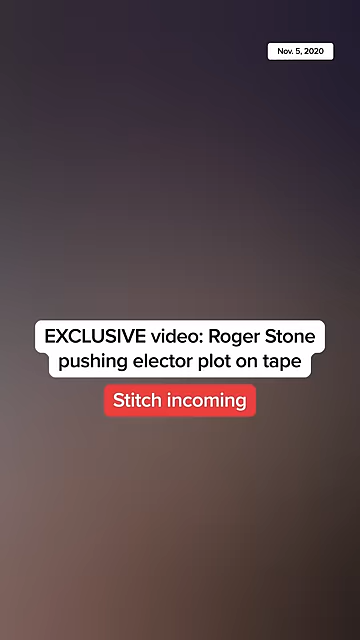 Nov. 5, 2020
EXCLUSIVE video: Roger Stone
pushing elector plot on tape
Stitch incoming